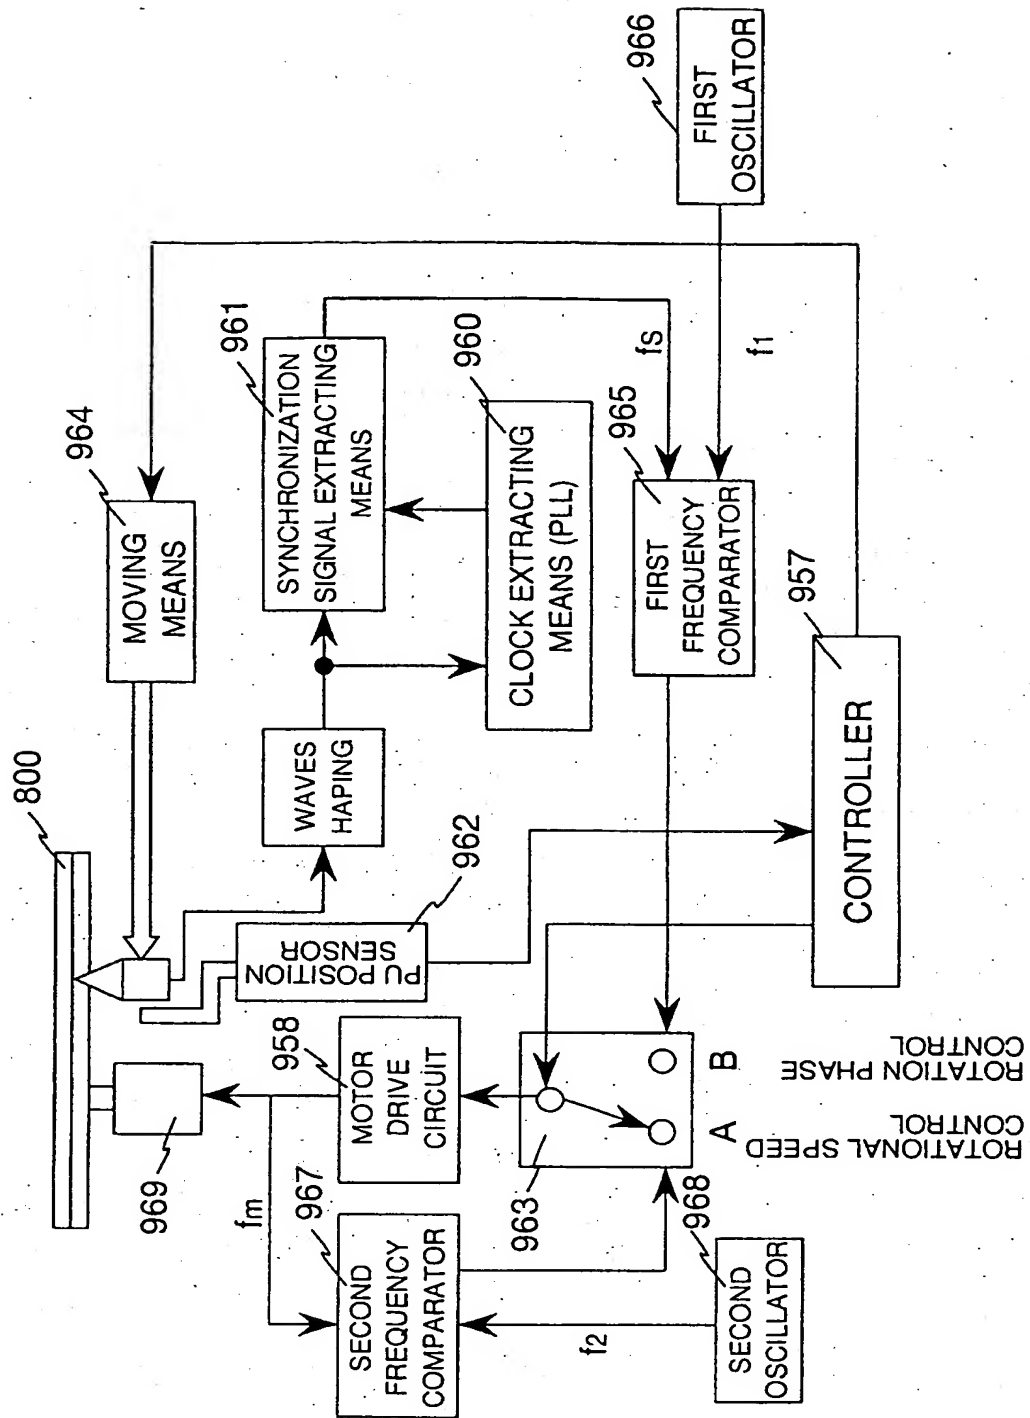 800
964
MOVING
MEANS
961
SYNCHRONIZATION
SIGNAL EXTRACTING
MEANS
960
CLOCK EXTRACTING
MEANS (PLL)
WAVES
HAPING
962
PU POSITION
SENSOR
969
958
MOTOR
DRIVE
CIRCUIT
fm
967
SECOND
FREQUENCY
COMPARATOR
f2
968
SECOND
OSCILLATOR
963
A
B
ROTATIONAL SPEED
CONTROL
ROTATION PHASE
CONTROL
fs
f1
965
FIRST
FREQUENCY
COMPARATOR
966
FIRST
OSCILLATOR
957
CONTROLLER